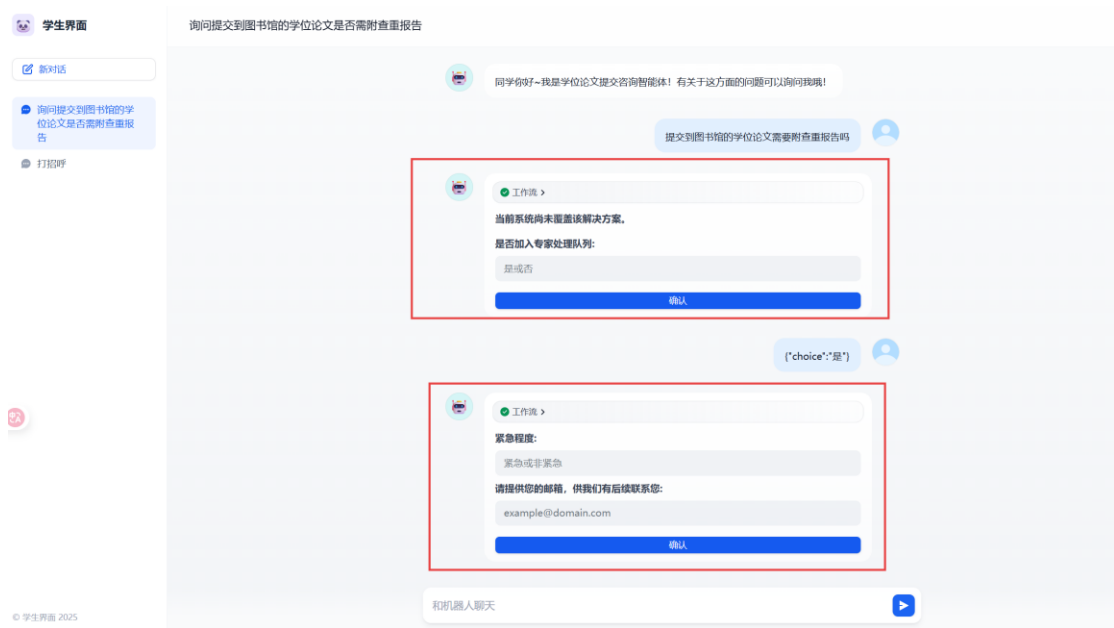 学生界面
询问提交到图书馆的学位论文是否需附查重报告
新对话
询问提交到图书馆的学
位论文是否需附查重报
告
打招呼
同学你好~我是学位论文提交咨询智能体！有关于这方面的问题可以询问我哦！
提交到图书馆的学位论文需要附查重报告吗
工作流 >
当前系统尚未覆盖该解决方案。
是否加入专家处理队列:
是或否
确认
{"choice":"是"}
工作流 >
紧急程度:
紧急或非紧急
请提供您的邮箱，供我们有后续联系您:
example@domain.com
确认
和机器人聊天
© 学生界面 2025